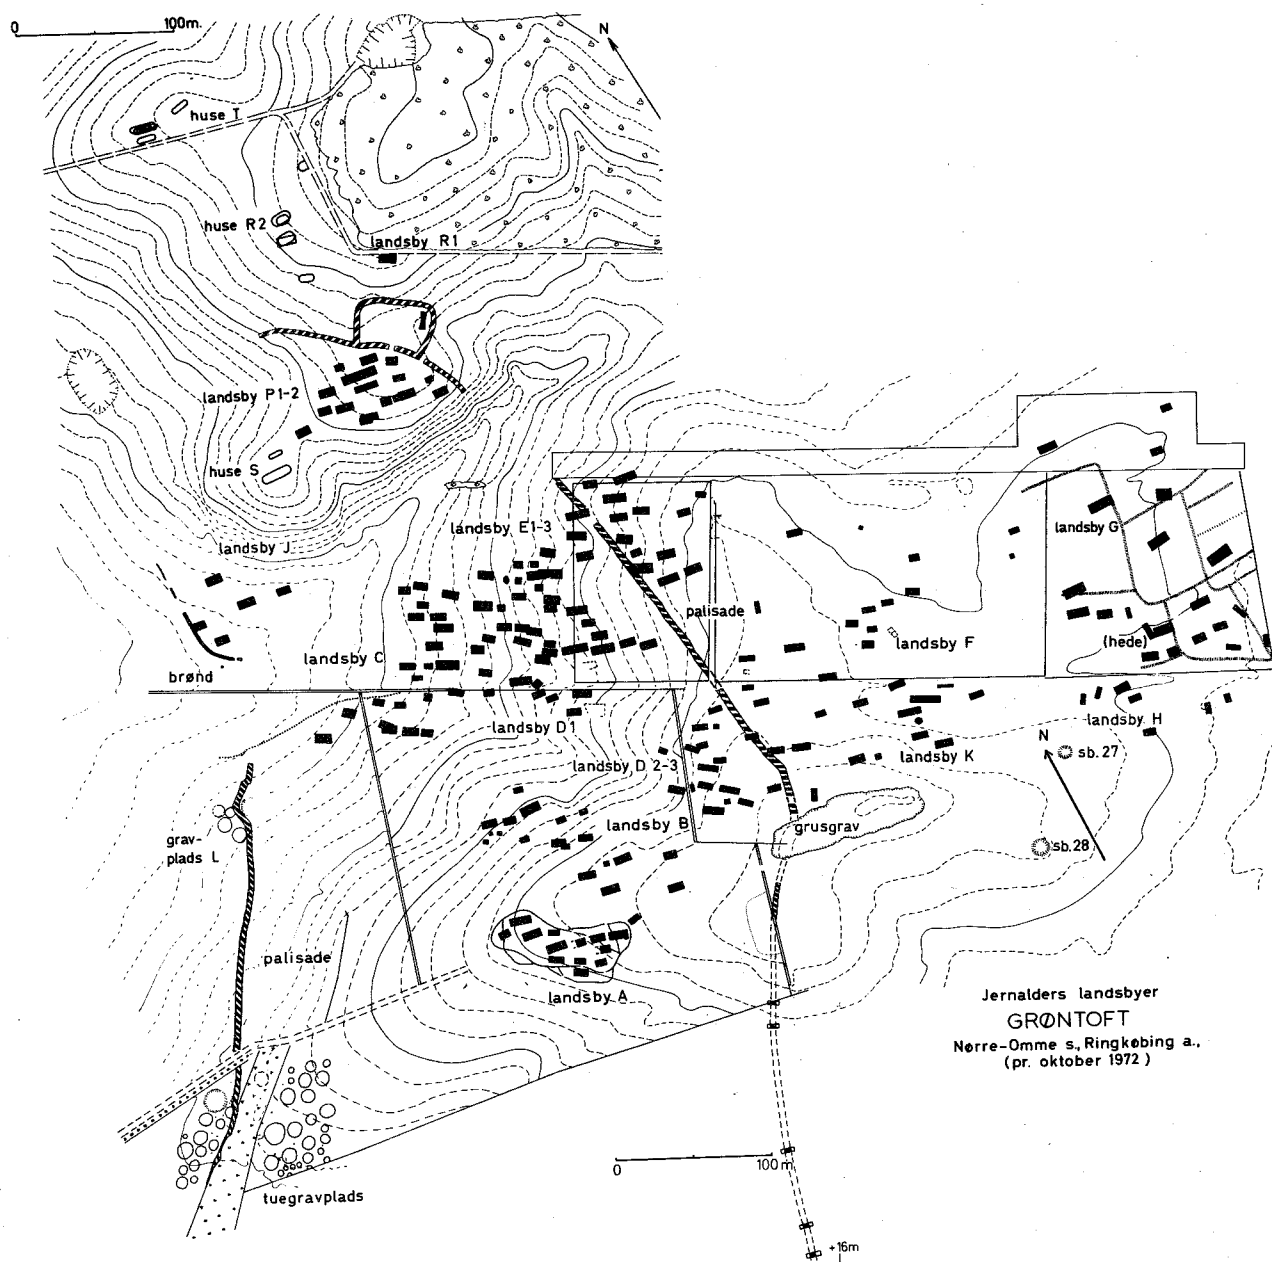 0 100m.
N
huse T
huse R2
landsby R1
landsby P1-2
huse S
landsby E1-3
landsby G
landsby J
palisade
landsby F
(hede)
landsby C
brønd
landsby D1
landsby H
landsby D 2-3
landsby K
N
sb.27
landsby B
grusgrav
grav-
plads L
sb.28
palisade
landsby A
Jernalders landsbyer
GRØNTOFT
Nørre-Omme s., Ringkøbing a.,
(pr. oktober 1972)
0 100m
tuegravplads
+16m